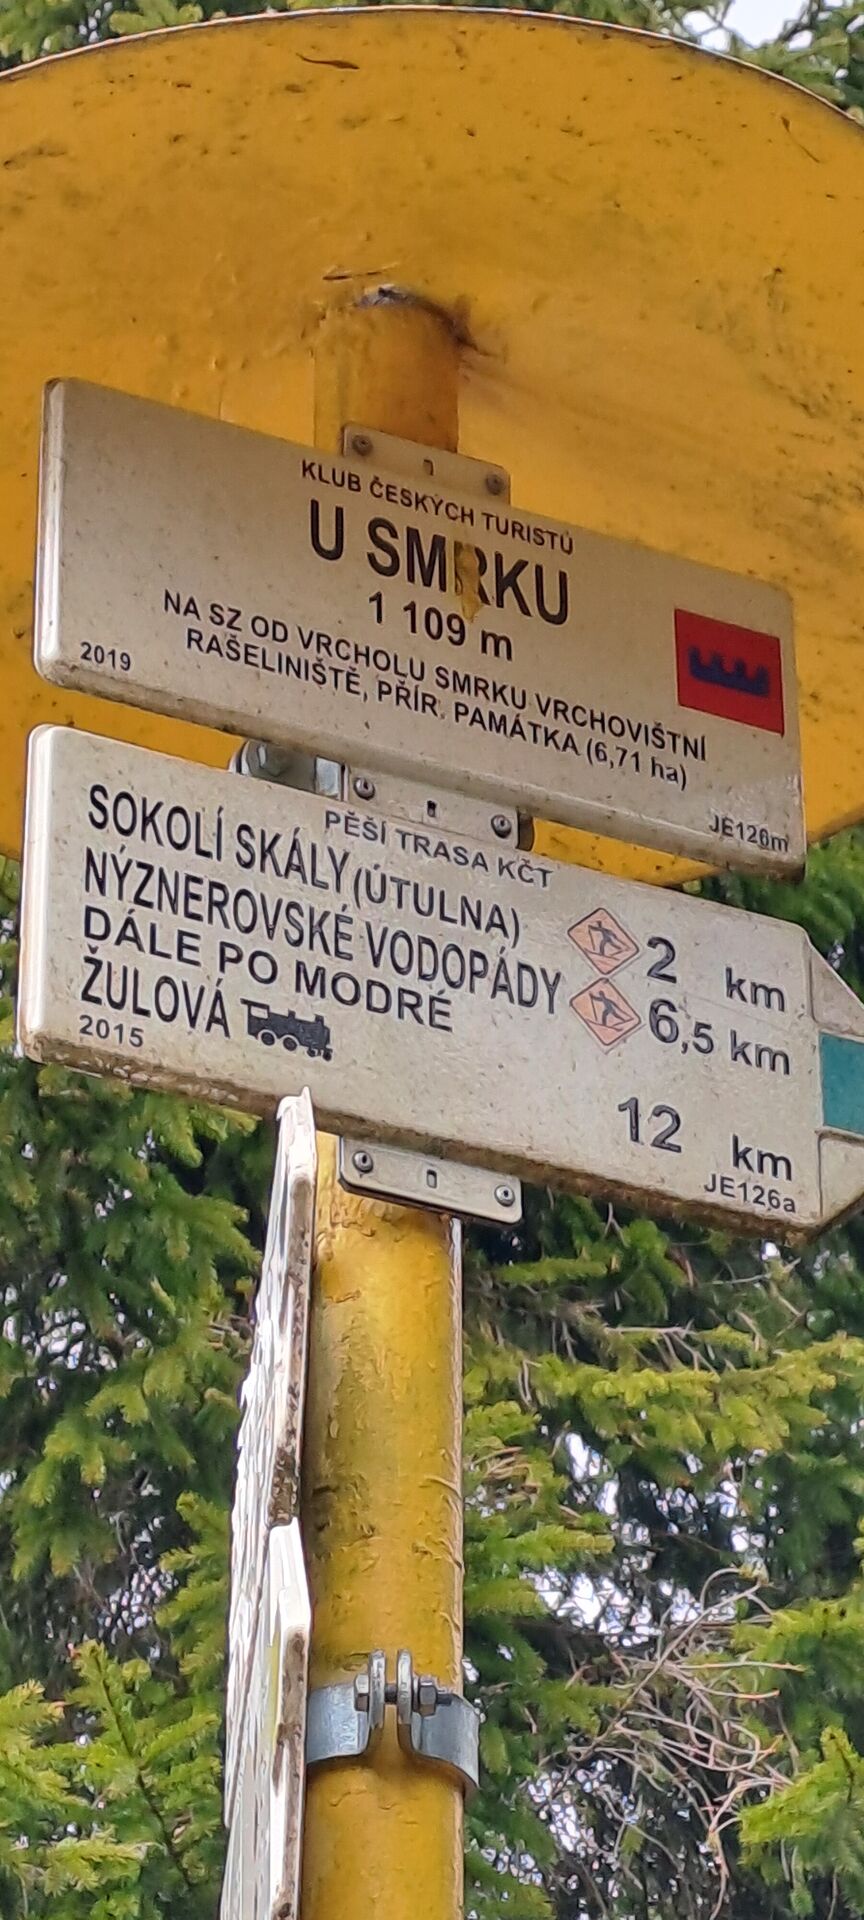 KLUB ČESKÝCH TURISTŮ
U SMRKU
1 109 m
NA SZ OD VRCHOLU SMRKU VRCHOVIŠTNÍ
RAŠELINIŠTĚ, PŘÍR. PAMÁTKA (6,71 ha)
2019
JE126m
PĚŠÍ TRASA KČT
SOKOLÍ SKÁLY (ÚTULNA) 2 km
NÝZNEROVSKÉ VODOPÁDY 6,5 km
DÁLE PO MODRÉ
ŽULOVÁ 12 km
2015
JE126a